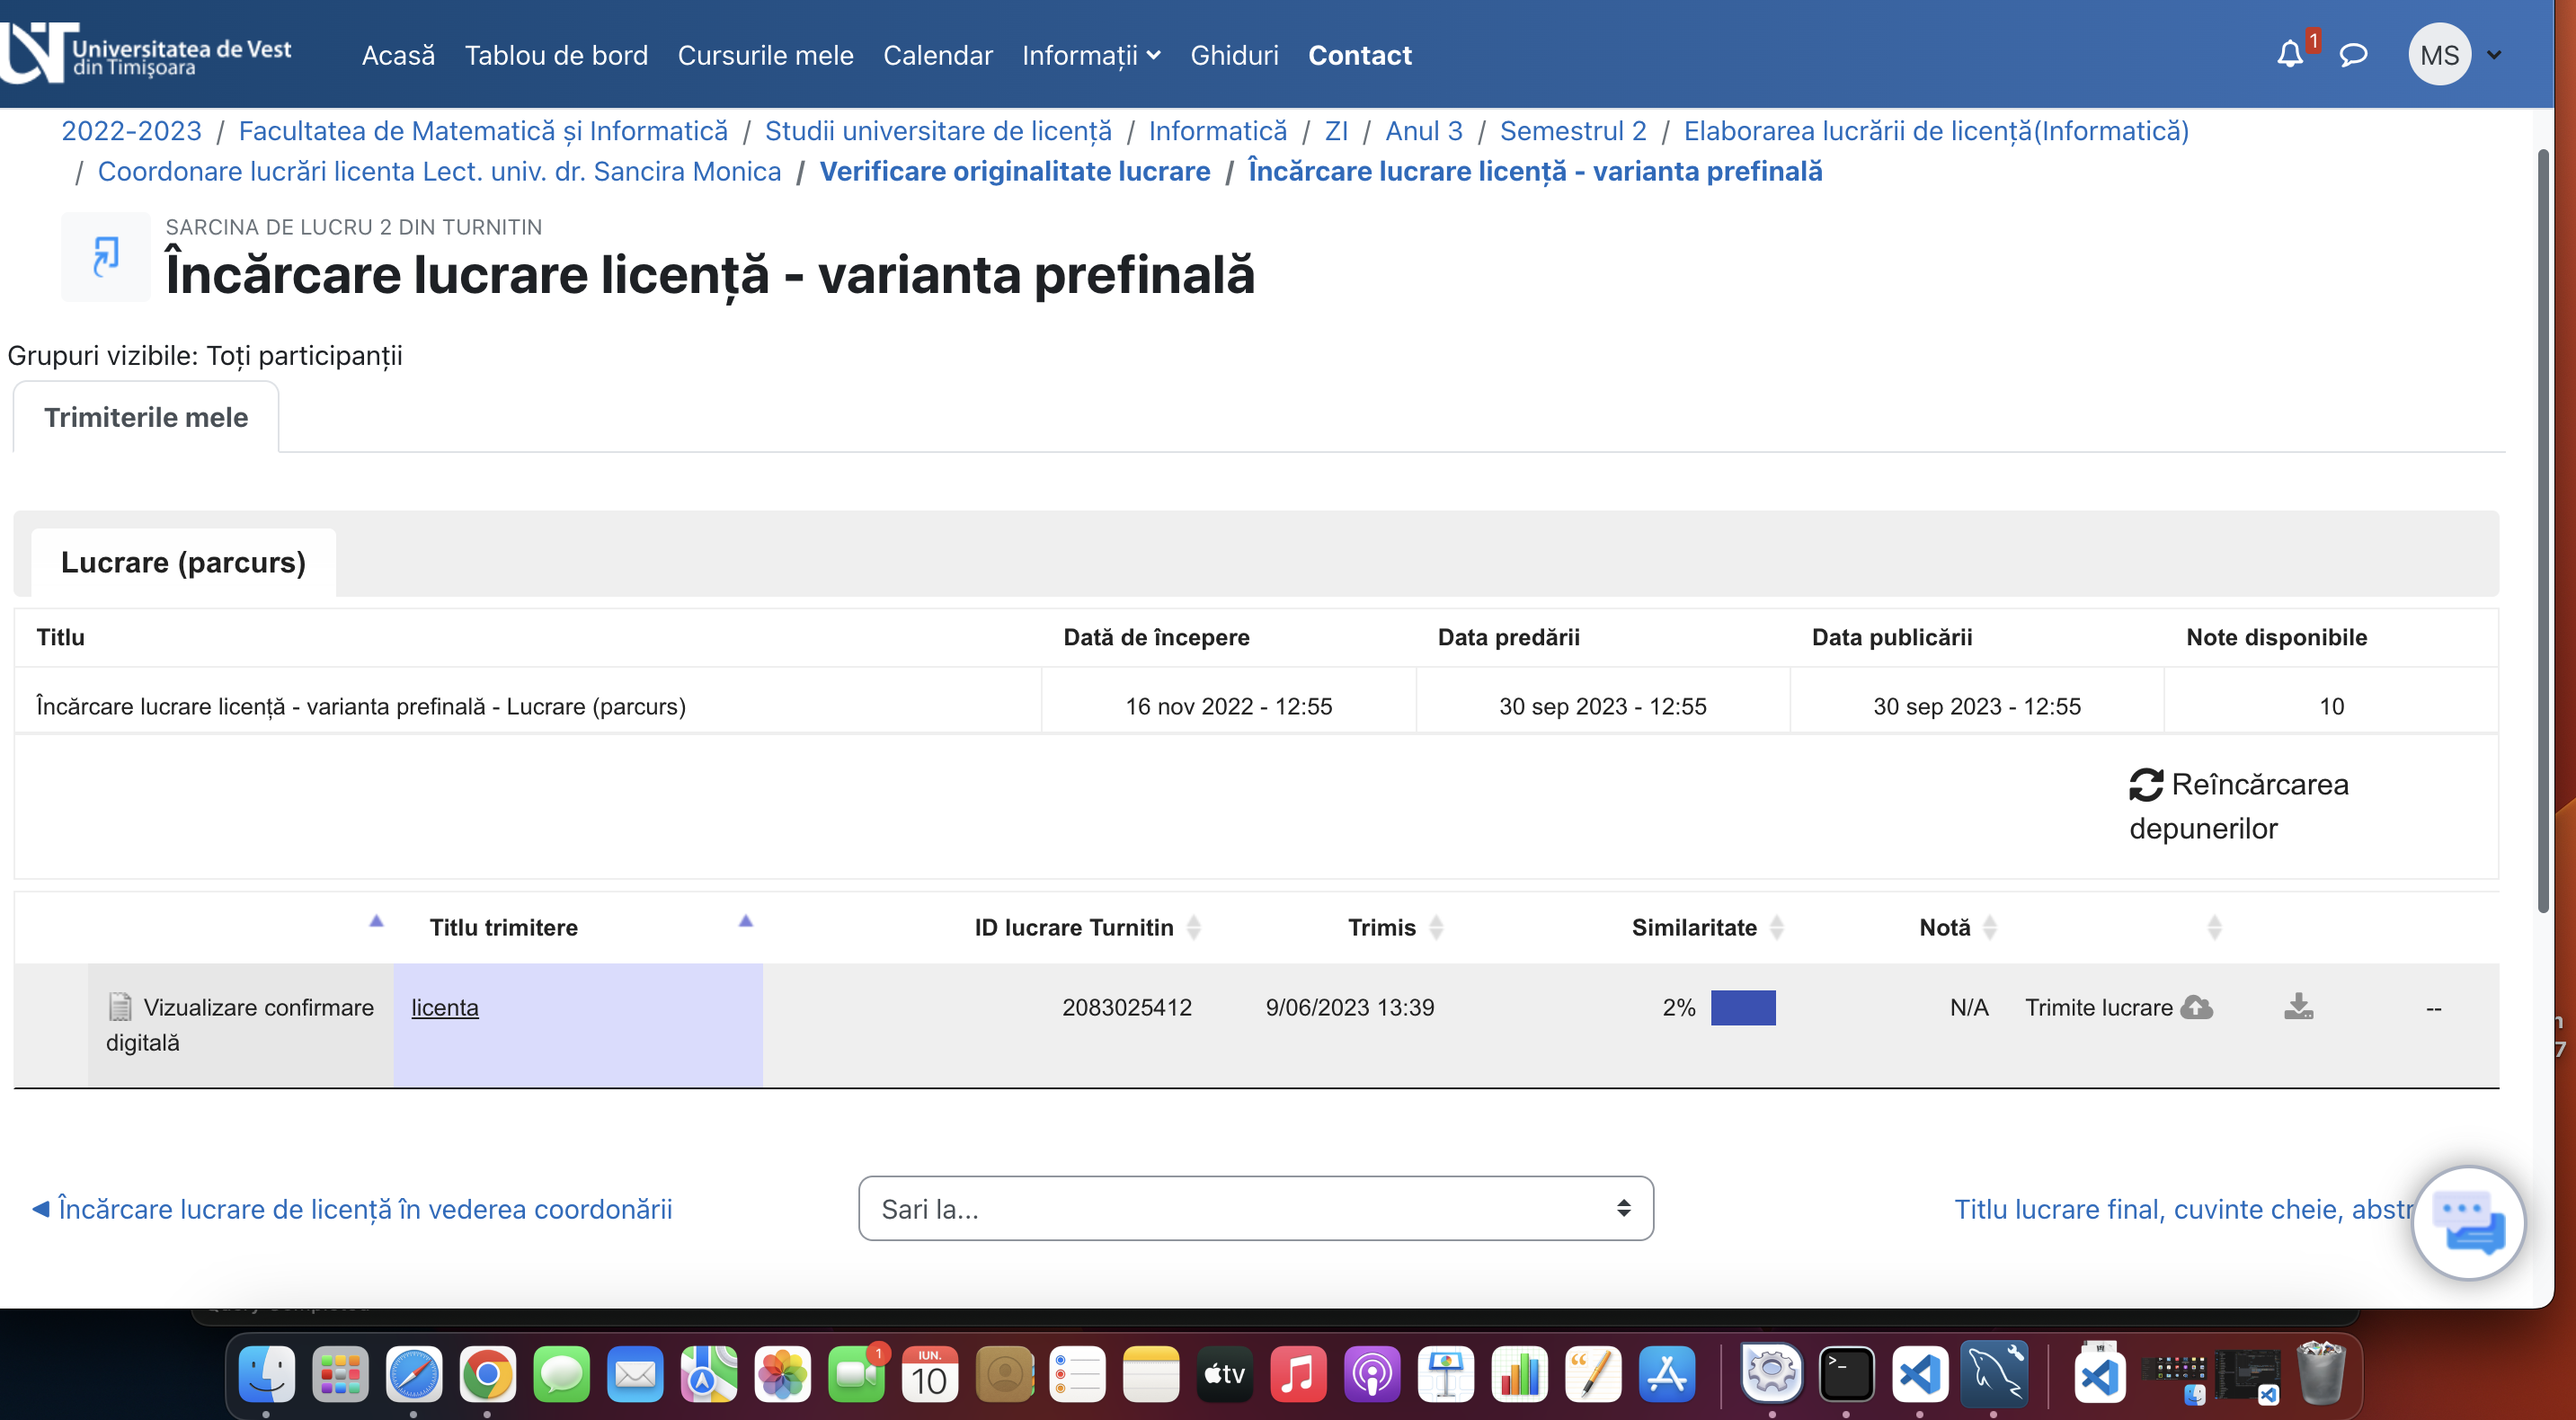 Universitatea de Vest
din Timișoara
Acasă Tablou de bord Cursurile mele Calendar Informații Ghiduri Contact
1
MS
2022-2023 / Facultatea de Matematică și Informatică / Studii universitare de licență / Informatică / ZI / Anul 3 / Semestrul 2 / Elaborarea lucrării de licență(Informatică)
/ Coordonare lucrări licenta Lect. univ. dr. Sancira Monica / Verificare originalitate lucrare / Încărcare lucrare licență - varianta prefinală
SARCINA DE LUCRU 2 DIN TURNITIN
Încărcare lucrare licență - varianta prefinală
Grupuri vizibile: Toți participanții
Trimiterile mele
Lucrare (parcurs)
Titlu Dată de începere Data predării Data publicării Note disponibile
Încărcare lucrare licență - varianta prefinală - Lucrare (parcurs) 16 nov 2022 - 12:55 30 sep 2023 - 12:55 30 sep 2023 - 12:55 10
Reîncărcarea
depunerilor
Titlu trimitere ID lucrare Turnitin Trimis Similaritate Notă
Vizualizare confirmare licenta 2083025412 9/06/2023 13:39 2% N/A Trimite lucrare --
digitală
◀ Încărcare lucrare de licență în vederea coordonării Sari la... Titlu lucrare final, cuvinte cheie, abstr
1
IUN.
10
tv